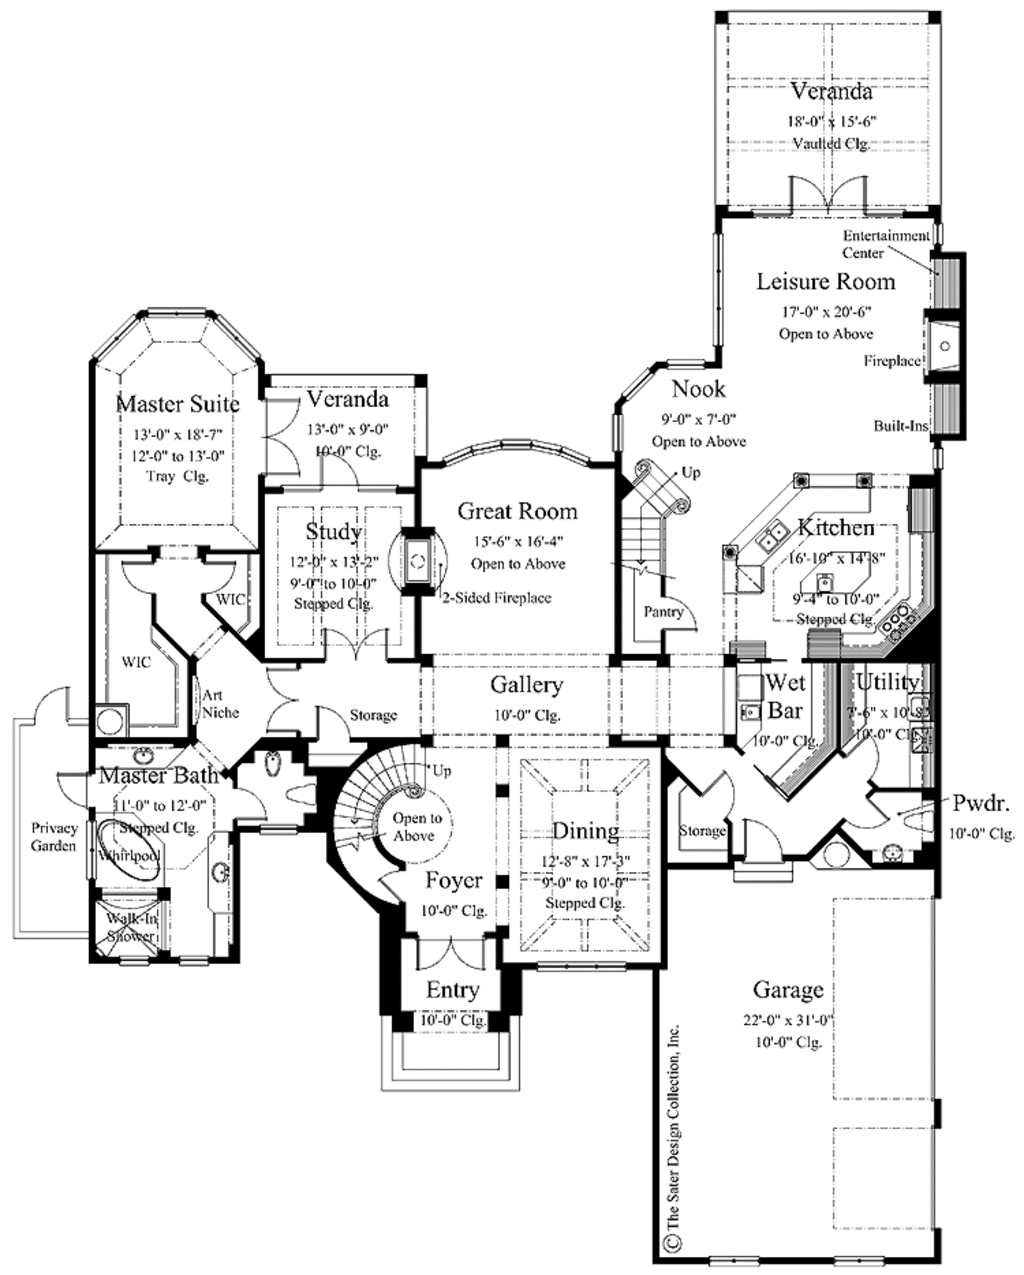 Veranda
18'-0" x 15'-6"
Vaulted Clg.
Entertainment
Center
Leisure Room
17'-0" x 20'-6"
Open to Above
Fireplace
Built-Ins
Nook
9'-0" x 7'-0"
Open to Above
Up
Master Suite
13'-0" x 18'-7"
12'-0" to 13'-0"
Tray Clg.
Veranda
13'-0" x 9'-0"
10'-0" Clg.
Great Room
15'-6" x 16'-4"
Open to Above
2-Sided Fireplace
Study
12'-0" x 13'-2"
9'-0" to 10'-0"
Stepped Clg.
Kitchen
16'-10" x 14'-8"
9'-4" to 10'-0"
Stepped Clg.
Pantry
WIC
WIC
Art
Niche
Storage
Gallery
10'-0" Clg.
Wet
Bar
10'-0" Clg.
Utility
7'-6" x 10'-8"
10'-0" Clg.
Master Bath
11'-0" to 12'-0"
Stepped Clg.
Whirlpool
Walk-In
Shower
Privacy
Garden
Up
Open to
Above
Foyer
10'-0" Clg.
Dining
12'-8" x 17'-3"
9'-0" to 10'-0"
Stepped Clg.
Storage
Pwdr.
10'-0" Clg.
Entry
10'-0" Clg.
Garage
22'-0" x 31'-0"
10'-0" Clg.
© The Sater Design Collection, Inc.